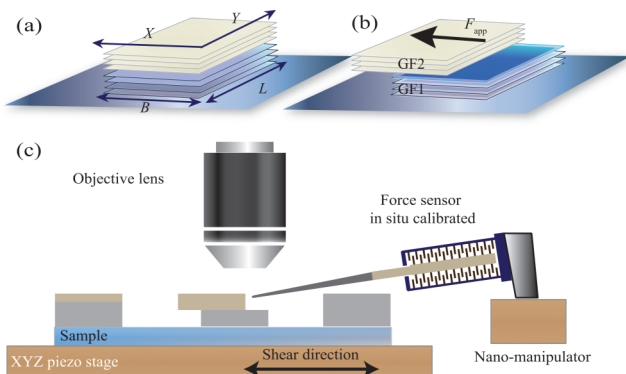 (a)
X
Y
B
L
(b)
F_app
GF2
GF1
(c)
Objective lens
Force sensor
in situ calibrated
Sample
XYZ piezo stage
Shear direction
Nano-manipulator